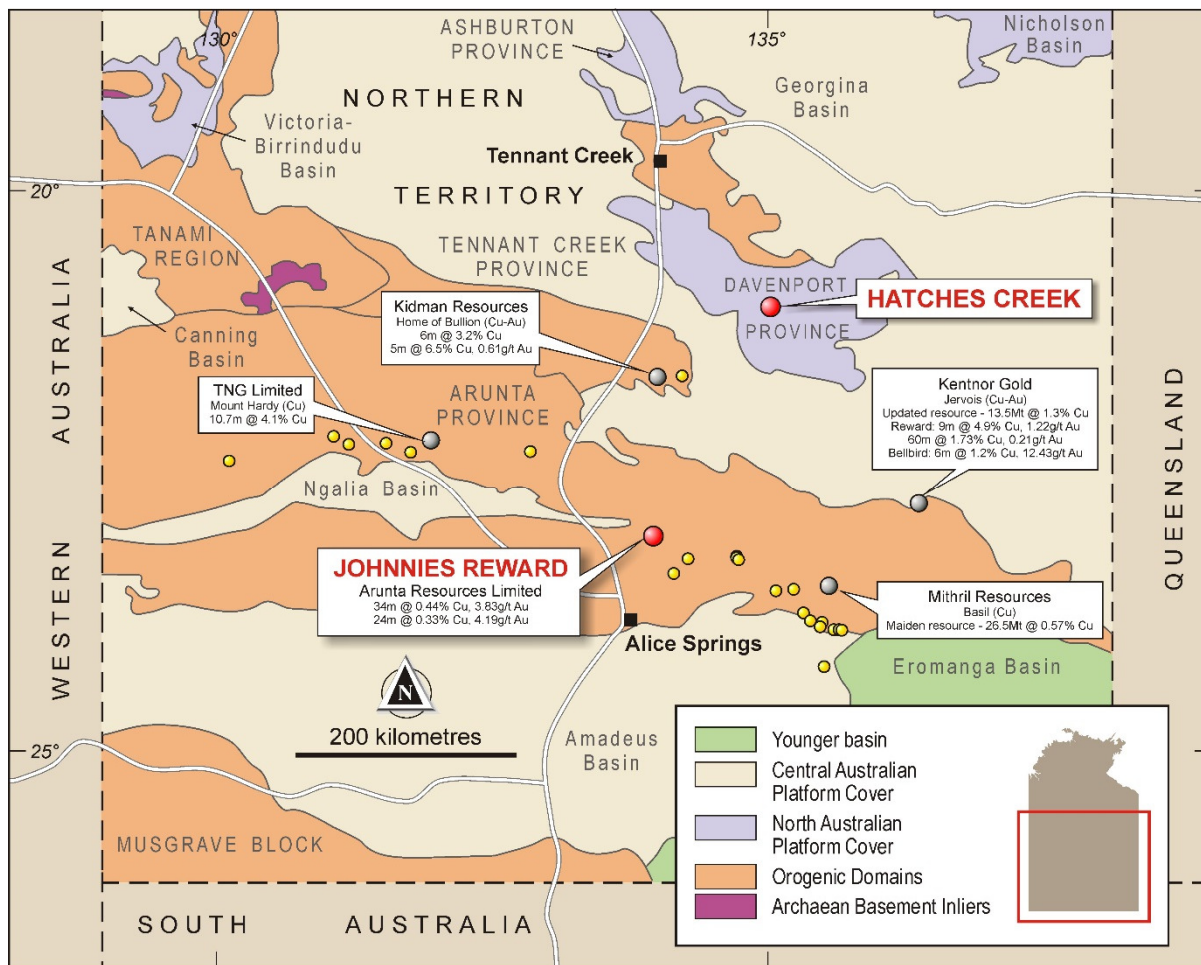 130°
135°
ASHBURTON
PROVINCE
Nicholson
Basin
NORTHERN
Georgina
Basin
Victoria-
Birrindudu
Basin
Tennant Creek
20°
TERRITORY
TANAMI
REGION
TENNANT CREEK
PROVINCE
DAVENPORT
PROVINCE
HATCHES CREEK
Canning
Basin
Kidman Resources
Home of Bullion (Cu-Au)
6m @ 3.2% Cu
5m @ 6.5% Cu, 0.61g/t Au
TNG Limited
Mount Hardy (Cu)
10.7m @ 4.1% Cu
ARUNTA
PROVINCE
Kentnor Gold
Jervois (Cu-Au)
Updated resource - 13.5Mt @ 1.3% Cu
Reward: 9m @ 4.9% Cu, 1.22g/t Au
60m @ 1.73% Cu, 0.21g/t Au
Bellbird: 6m @ 1.2% Cu, 12.43g/t Au
WESTERN AUSTRALIA
QUEENSLAND
Ngalia Basin
JOHNNIES REWARD
Arunta Resources Limited
34m @ 0.44% Cu, 3.83g/t Au
24m @ 0.33% Cu, 4.19g/t Au
Mithril Resources
Basil (Cu)
Maiden resource - 26.5Mt @ 0.57% Cu
Alice Springs
Eromanga Basin
N
200 kilometres
Amadeus
Basin
25°
MUSGRAVE BLOCK
SOUTH AUSTRALIA
Younger basin
Central Australian
Platform Cover
North Australian
Platform Cover
Orogenic Domains
Archaean Basement Inliers